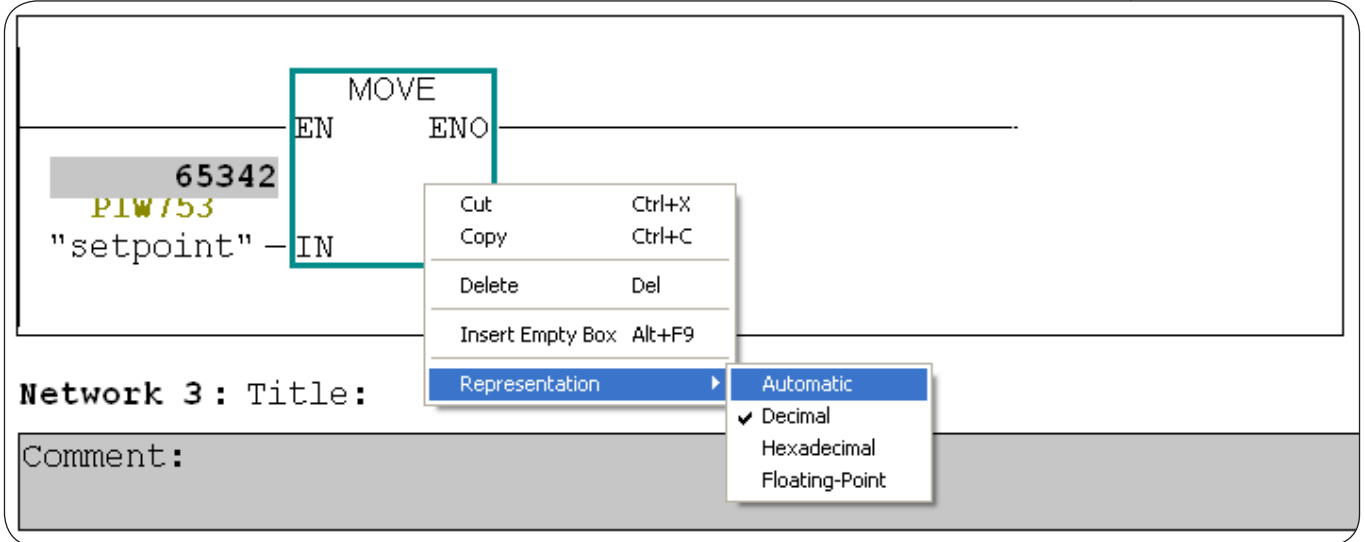 MOVE
EN ENO
65342
PIW753
"setpoint" IN
Cut Ctrl+X
Copy Ctrl+C
Delete Del
Insert Empty Box Alt+F9
Representation
Automatic
Decimal
Hexadecimal
Floating-Point
Network 3: Title:
Comment: